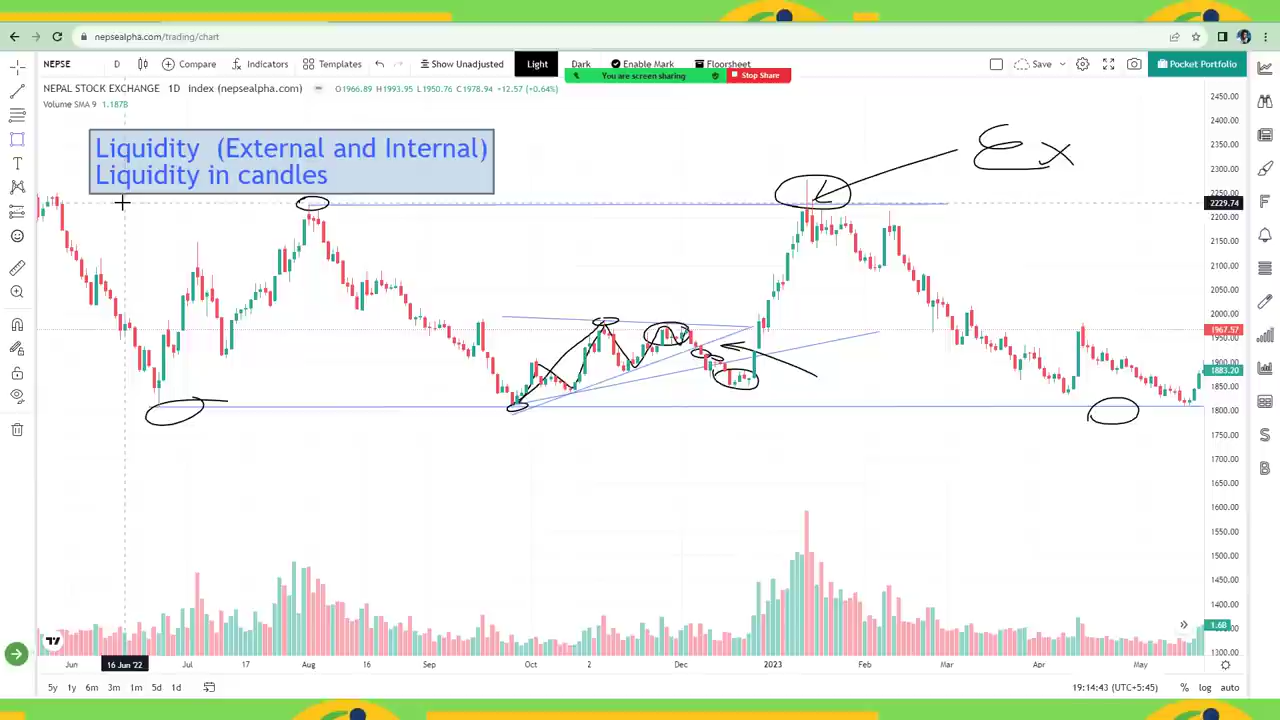 nepsealpha.com/trading/chart
NEPSE
D
Compare
Indicators
Templates
Show Unadjusted
Light
Dark
Enable Mark
Floorsheet
Save
Pocket Portfolio
You are screen sharing
Stop Share
NEPAL STOCK EXCHANGE 1D Index (nepsealpha.com)
O1966.89 H1993.95 L1950.76 C1978.94 +12.57 (+0.64%)
Volume SMA 9 1.187B
Liquidity (External and Internal)
Liquidity in candles
Ex
2450.00
2400.00
2350.00
2300.00
2250.00
2229.74
2200.00
2150.00
2100.00
2050.00
2000.00
1967.57
1900.00
1883.20
1850.00
1800.00
1750.00
1700.00
1650.00
1600.00
1550.00
1500.00
1450.00
1400.00
1.6B
1300.00
F
S
B
Jun
16 Jun '22
Jul
17
Aug
16
Sep
Oct
2
Dec
2023
Feb
Mar
Apr
May
5y
1y
6m
3m
1m
5d
1d
19:14:43 (UTC+5:45)
%
log
auto